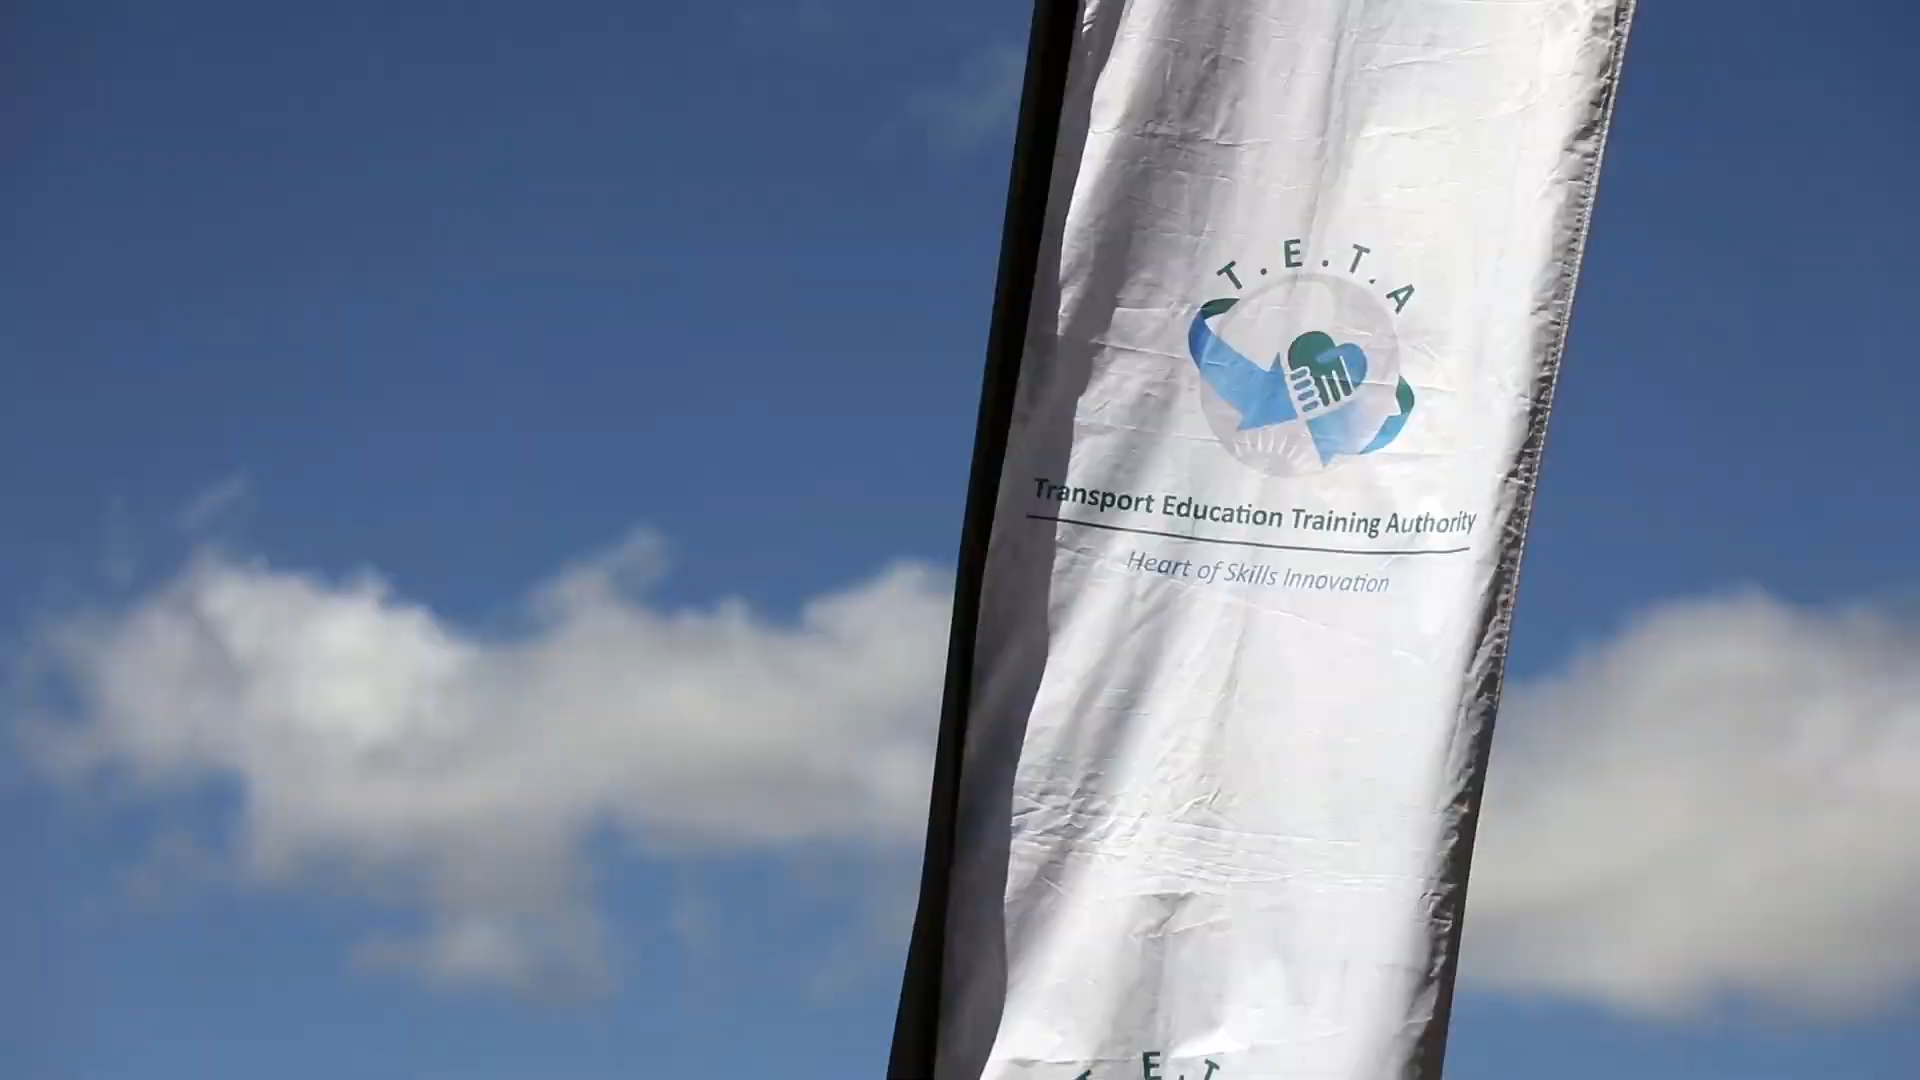 T.E.T.A
Transport Education Training Authority
Heart of Skills Innovation
E.T